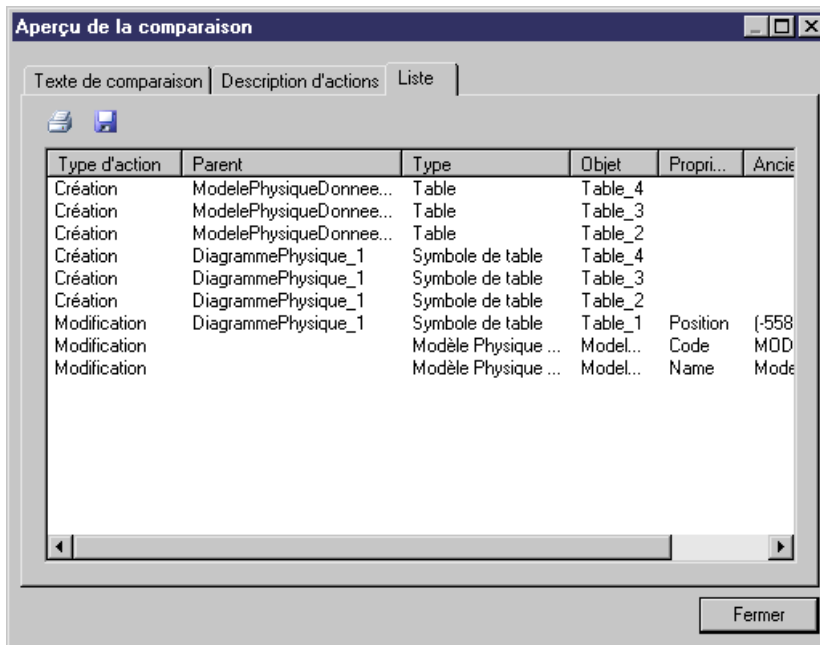 Aperçu de la comparaison
Texte de comparaison Description d'actions Liste
Type d'action Parent Type Objet Propri... Ancie
Création ModelePhysiqueDonnee... Table Table_4
Création ModelePhysiqueDonnee... Table Table_3
Création ModelePhysiqueDonnee... Table Table_2
Création DiagrammePhysique_1 Symbole de table Table_4
Création DiagrammePhysique_1 Symbole de table Table_3
Création DiagrammePhysique_1 Symbole de table Table_2
Modification DiagrammePhysique_1 Symbole de table Table_1 Position (-558
Modification Modèle Physique ... Model... Code MOD
Modification Modèle Physique ... Model... Name Mode
Fermer